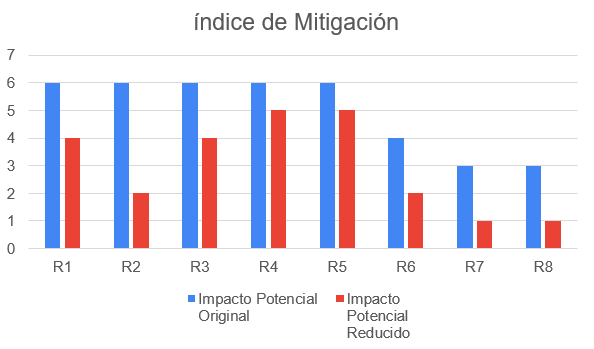 índice de Mitigación
7
6
5
4
3
2
1
0
R1 R2 R3 R4 R5 R6 R7 R8
Impacto Potencial
Original
Impacto
Potencial
Reducido